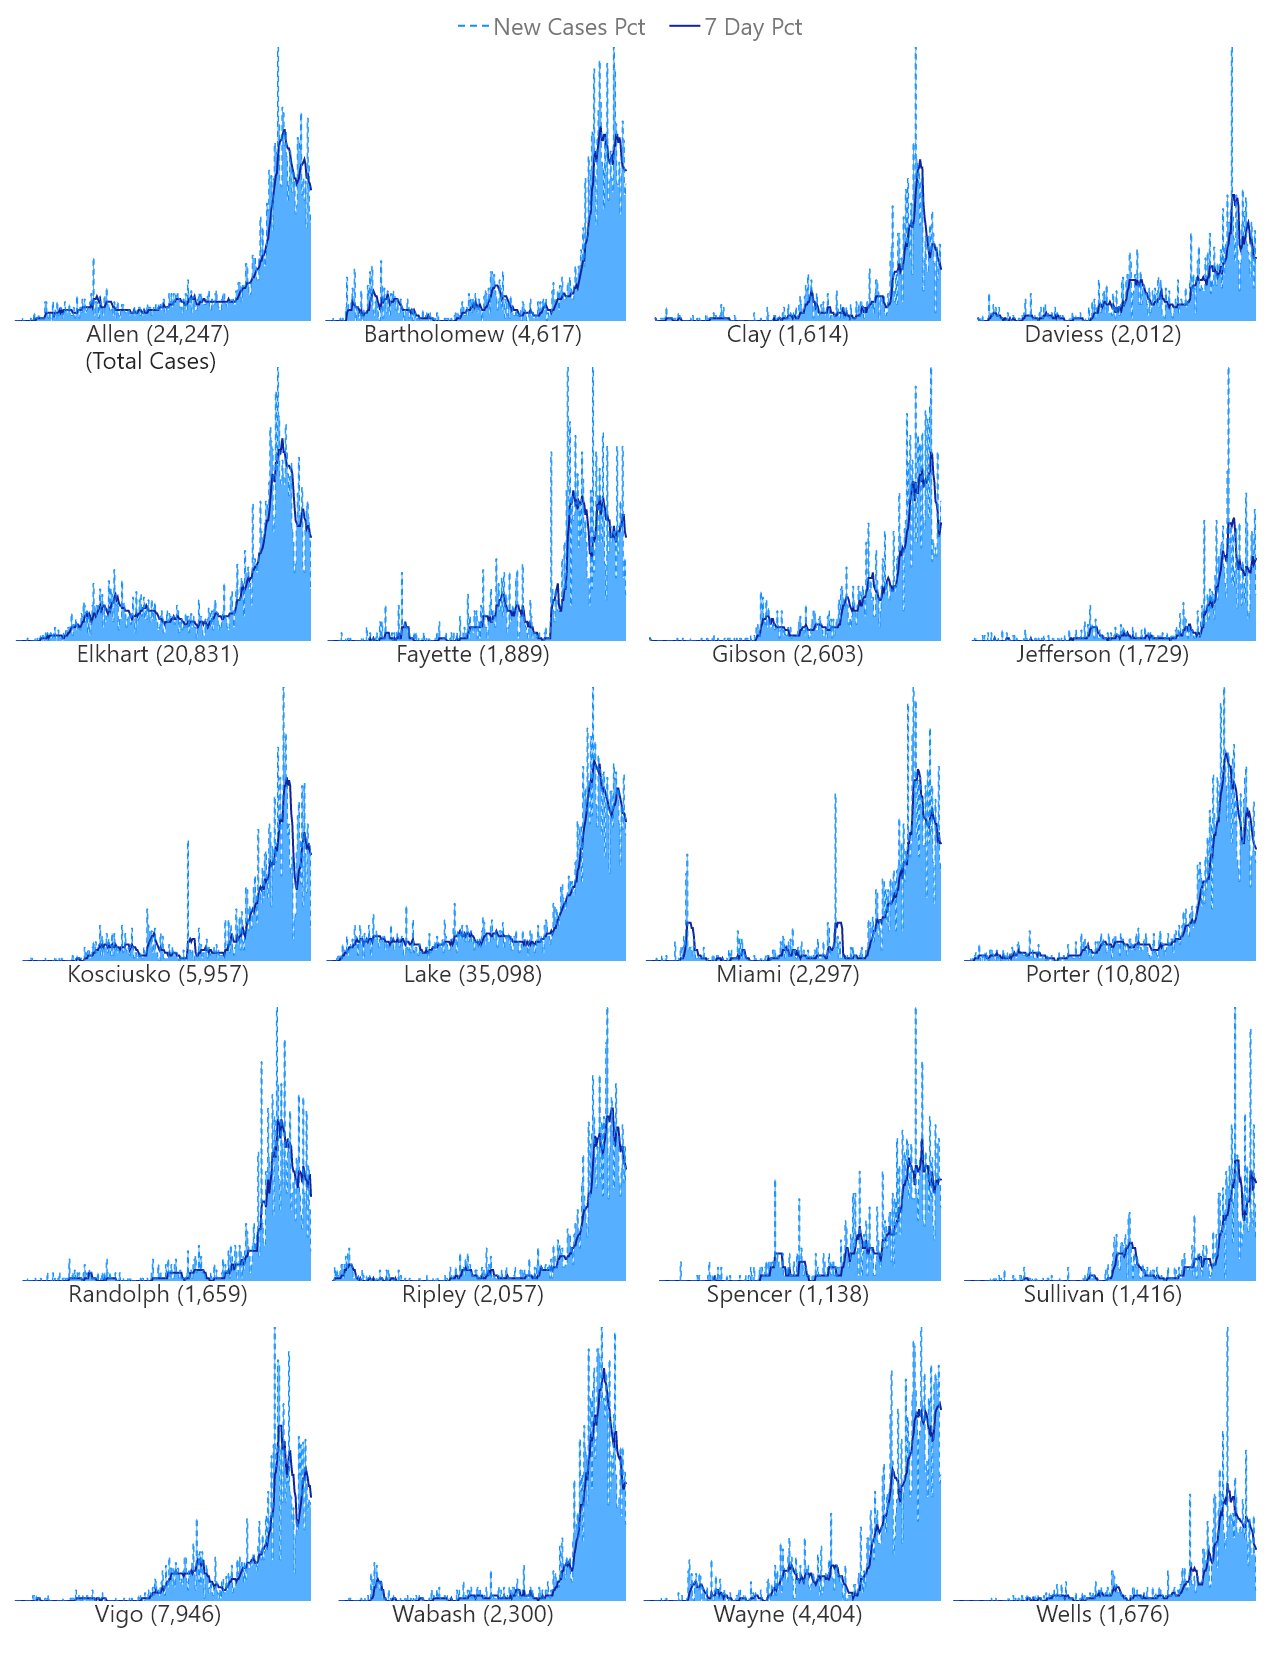 New Cases Pct 7 Day Pct
Allen (24,247) Bartholomew (4,617) Clay (1,614) Daviess (2,012)
(Total Cases)
Elkhart (20,831) Fayette (1,889) Gibson (2,603) Jefferson (1,729)
Kosciusko (5,957) Lake (35,098) Miami (2,297) Porter (10,802)
Randolph (1,659) Ripley (2,057) Spencer (1,138) Sullivan (1,416)
Vigo (7,946) Wabash (2,300) Wayne (4,404) Wells (1,676)